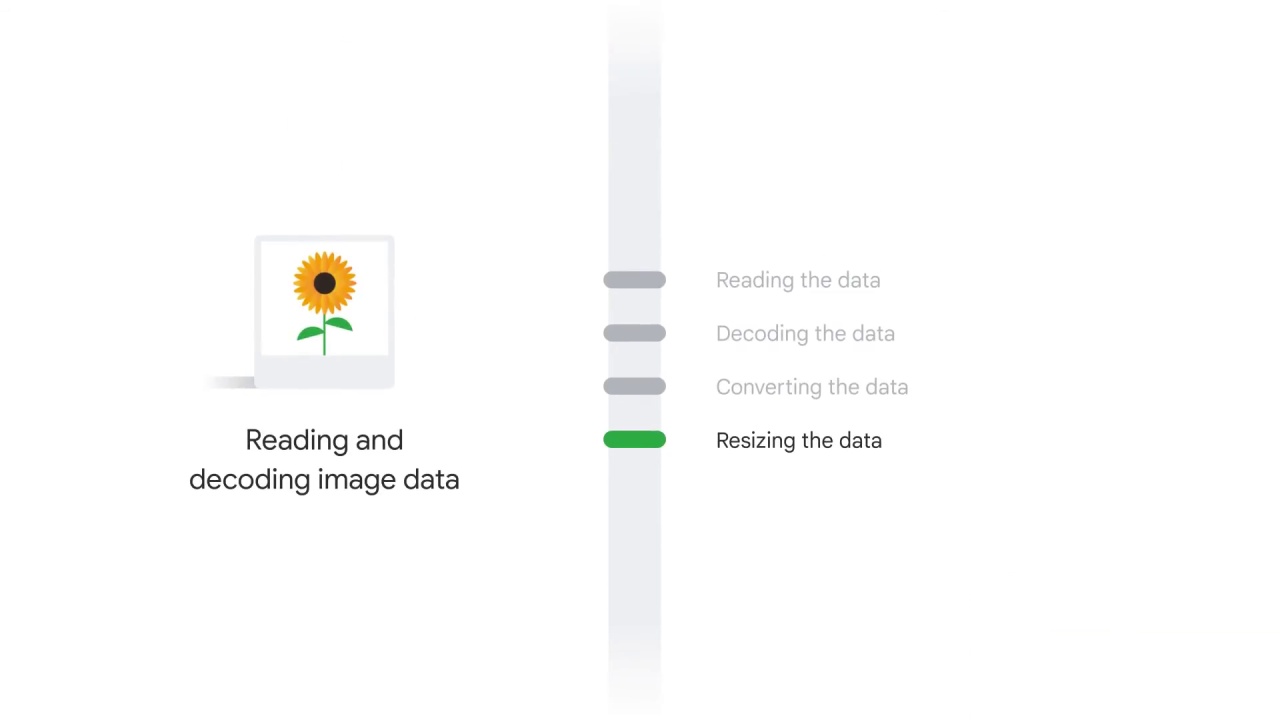 Reading and
decoding image data
Reading the data
Decoding the data
Converting the data
Resizing the data